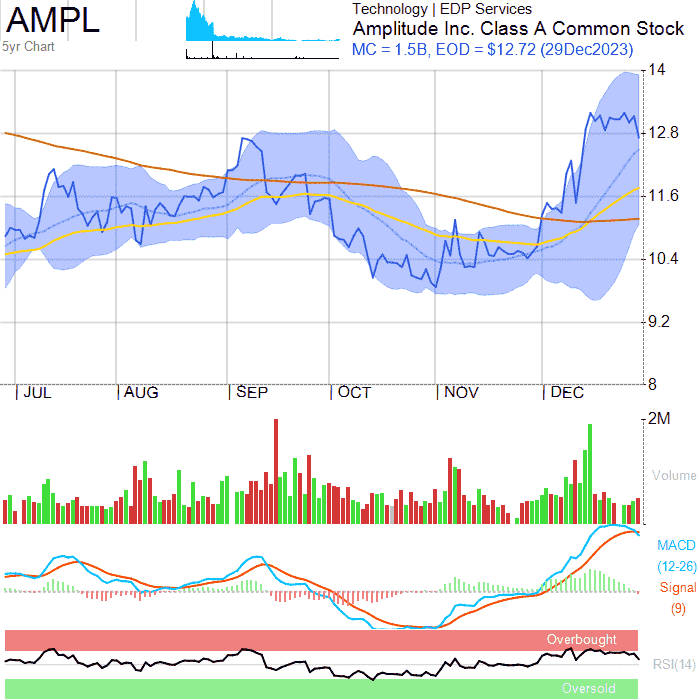 AMPL
5yr Chart
Technology | EDP Services
Amplitude Inc. Class A Common Stock
MC = 1.5B, EOD = $12.72 (29Dec2023)
14
12.8
11.6
10.4
9.2
8
JUL AUG SEP OCT NOV DEC
2M
Volume
MACD
(12-26)
Signal
(9)
Overbought
RSI(14)
Oversold